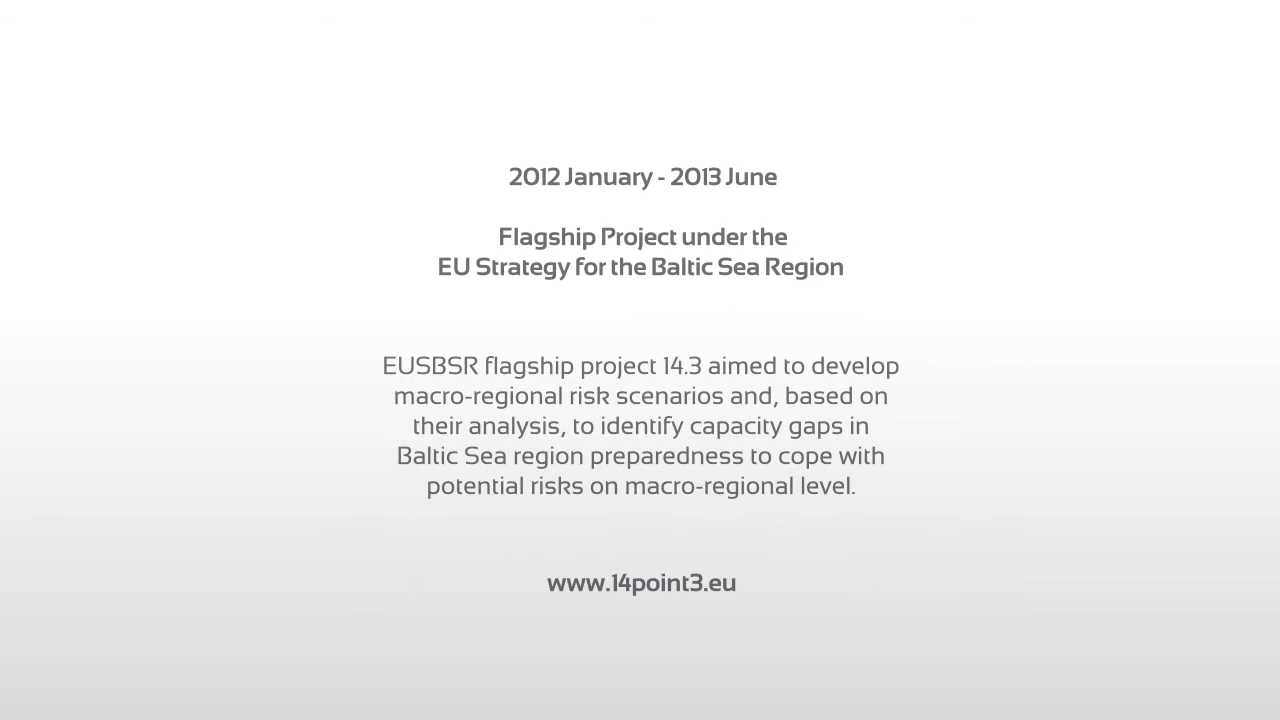 2012 January - 2013 June
Flagship Project under the
EU Strategy for the Baltic Sea Region
EUSBSR flagship project 14.3 aimed to develop
macro-regional risk scenarios and, based on
their analysis, to identify capacity gaps in
Baltic Sea region preparedness to cope with
potential risks on macro-regional level.
www.14point3.eu